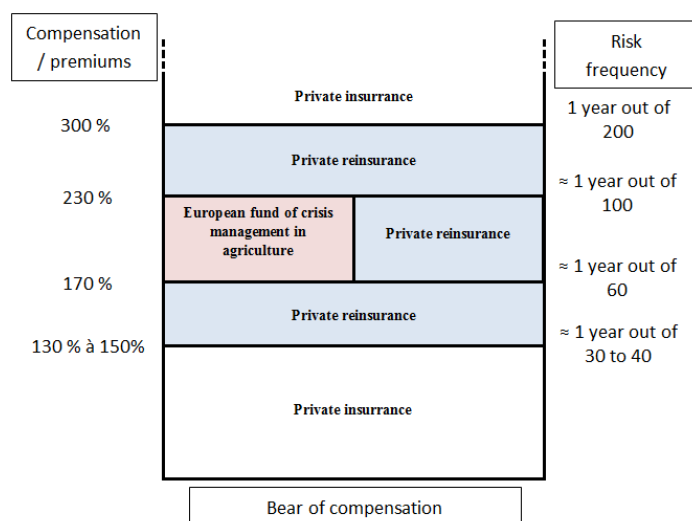 Compensation
/ premiums
Risk
frequency
Private insurrance
300 %
1 year out of
200
Private reinsurance
230 %
≈ 1 year out of
100
European fund of crisis
management in
agriculture
Private reinsurance
170 %
≈ 1 year out of
60
Private reinsurance
130 % à 150%
≈ 1 year out of
30 to 40
Private insurrance
Bear of compensation